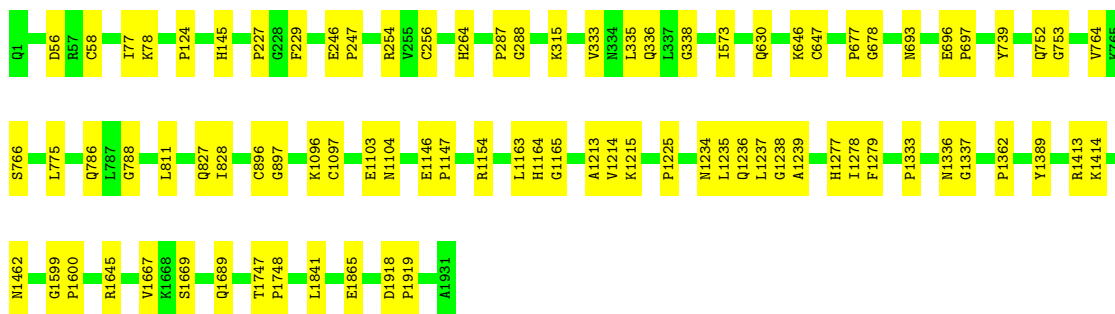 Q1 D56 R57 C58 I77 K78 P124 H145 P227 G228 F229 E246 P247 R254 V255 C256 H264 P287 G288 K315 V333 N334 L335 Q336 L337 G338 I573 Q630 K646 C647 P677 G678 N693 E696 P697 Y739 Q752 G753 V764 K765
S766 L775 Q786 L787 G788 L811 Q827 I828 C896 G897 K1096 C1097 E1103 N1104 E1146 P1147 R1154 L1163 H1164 G1165 A1213 V1214 K1215 P1225 N1234 L1235 Q1236 L1237 G1238 A1239 H1277 I1278 F1279 P1333 N1336 G1337 P1362 Y1389 R1413 K1414
N1462 G1599 P1600 R1645 V1667 K1668 S1669 Q1689 T1747 P1748 L1841 E1865 D1918 P1919 A1931